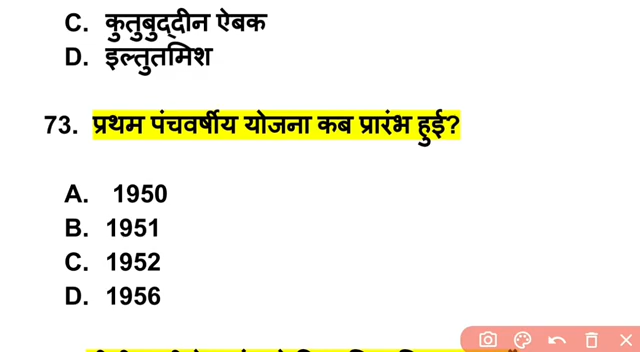 C. कुतुबुद्दीन ऐबक
D. इल्तुतमिश
73. प्रथम पंचवर्षीय योजना कब प्रारंभ हुई?
A. 1950
B. 1951
C. 1952
D. 1956